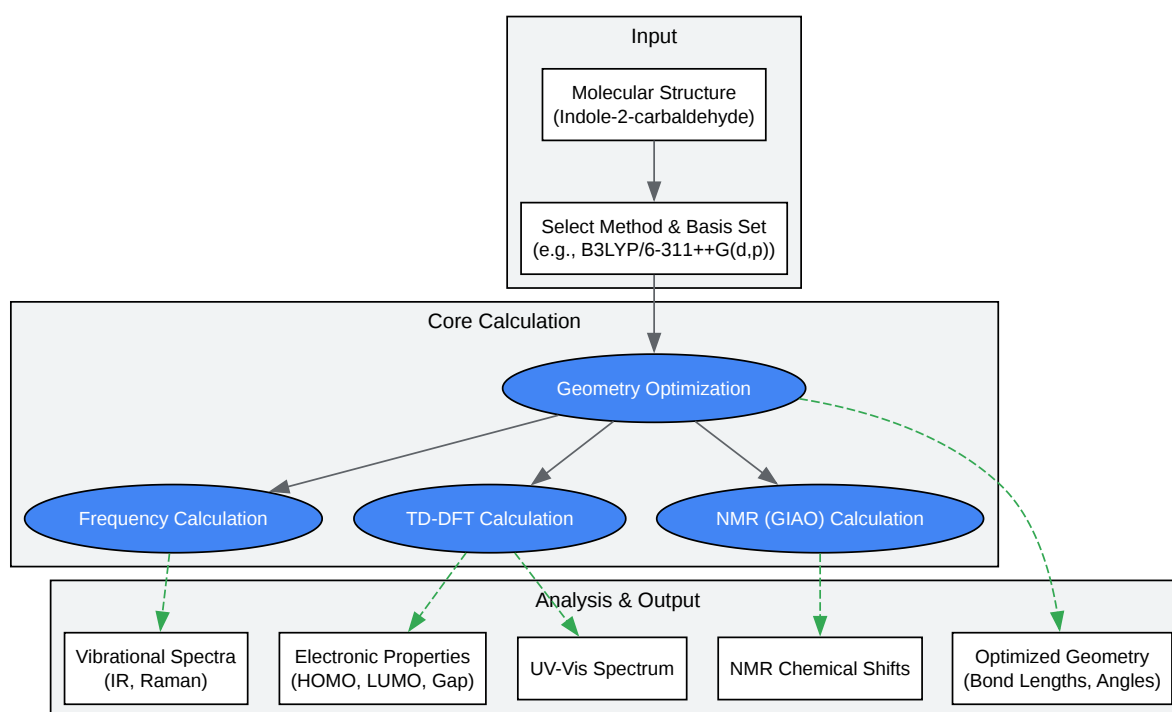 Input
Molecular Structure
(Indole-2-carbaldehyde)
Select Method & Basis Set
(e.g., B3LYP/6-311++G(d,p))
Core Calculation
Geometry Optimization
Frequency Calculation
TD-DFT Calculation
NMR (GIAO) Calculation
Analysis & Output
Vibrational Spectra
(IR, Raman)
Electronic Properties
(HOMO, LUMO, Gap)
UV-Vis Spectrum
NMR Chemical Shifts
Optimized Geometry
(Bond Lengths, Angles)